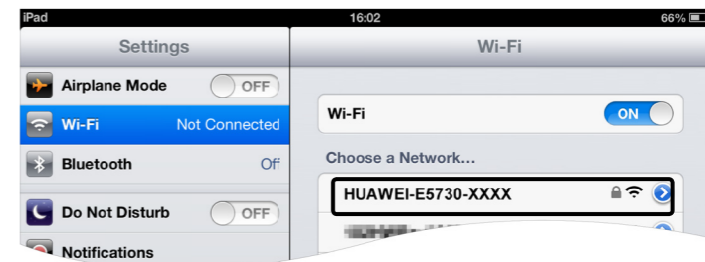 iPad 16:02 66%
Settings
Wi-Fi
Airplane Mode OFF
Wi-Fi Not Connected
Bluetooth Off
Do Not Disturb OFF
Notifications
Wi-Fi ON
Choose a Network...
HUAWEI-E5730-XXXX